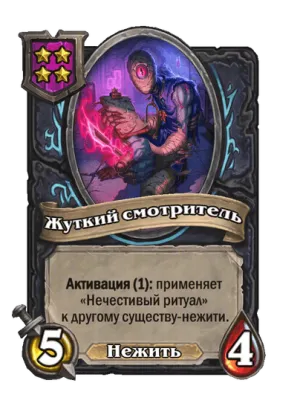 Жуткий смотритель
Активация (1): применяет
«Нечестивый ритуал»
к другому существу-нежити.
5
Нежить
4